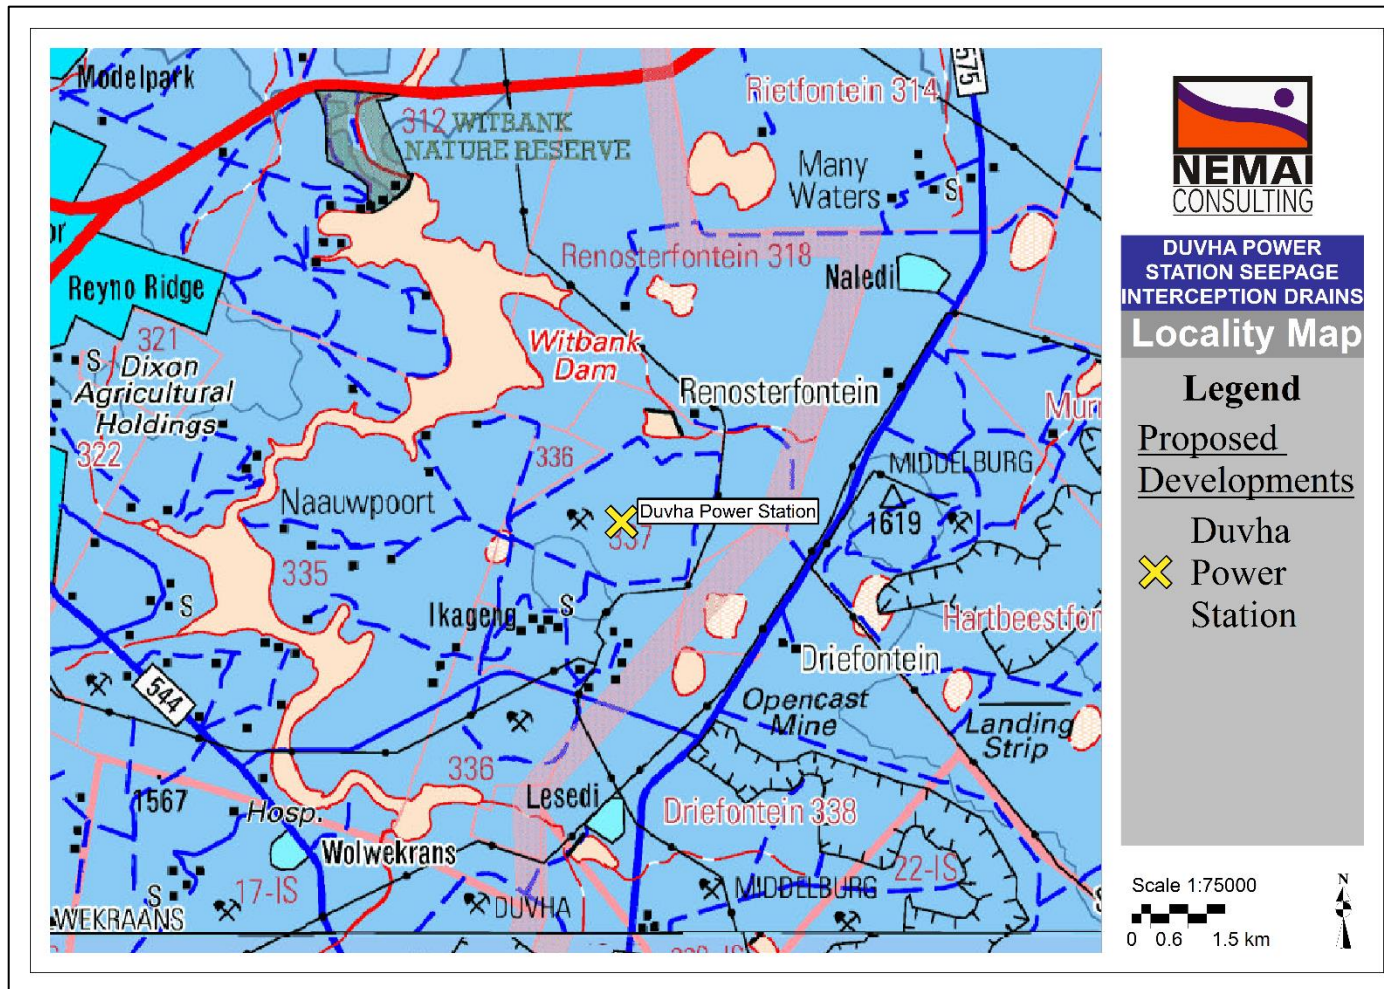 Modelpark
575
Rietfontein 314
312 WITBANK
NATURE RESERVE
Many
Waters
S
or
Renosterfontein 318
Naledi
Reyno Ridge
321
S
Dixon
Agricultural
Holdings
Witbank
Dam
Renosterfontein
322
336
MIDDELBURG
Naauwpoort
Duvha Power Station
337
1619
335
S
S
Ikageng
Driefontein
544
Opencast
Mine
Landing
Strip
336
1567
Hosp.
Lesedi
Driefontein 338
Wolwekrans
17-IS
22-IS
S
MIDDELBURG
DUVHA
WEKRAANS
NEMAI
CONSULTING
DUVHA POWER
STATION SEEPAGE
INTERCEPTION DRAINS
Locality Map
Legend
Proposed
Developments
Duvha
Power
Station
Scale 1:75000
0 0.6 1.5 km
N